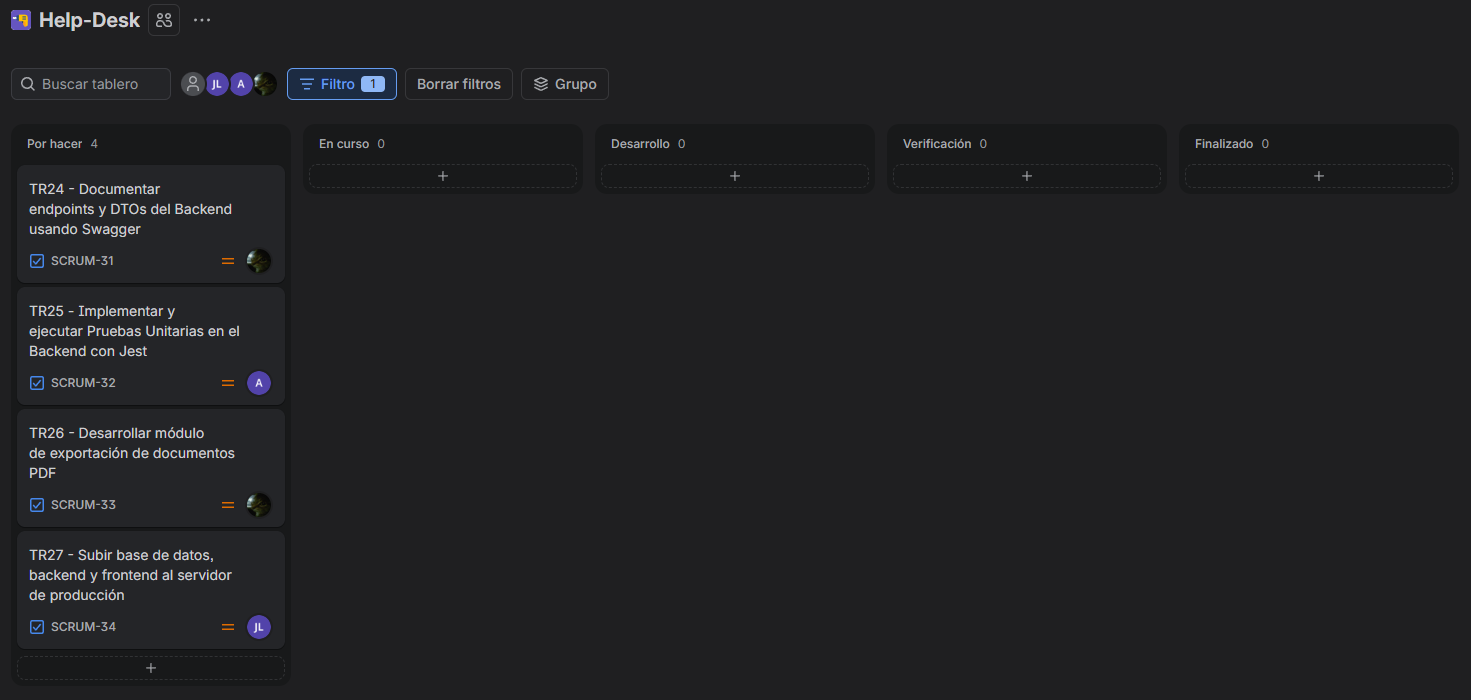 Help-Desk
Buscar tablero
JL
A
Filtro 1
Borrar filtros
Grupo
Por hacer 4
TR24 - Documentar
endpoints y DTOs del Backend
usando Swagger
SCRUM-31
TR25 - Implementar y
ejecutar Pruebas Unitarias en el
Backend con Jest
SCRUM-32
A
TR26 - Desarrollar módulo
de exportación de documentos
PDF
SCRUM-33
TR27 - Subir base de datos,
backend y frontend al servidor
de producción
SCRUM-34
JL
En curso 0
Desarrollo 0
Verificación 0
Finalizado 0